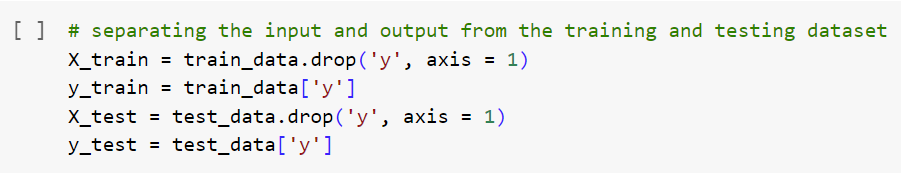 [ ] # separating the input and output from the training and testing dataset
X_train = train_data.drop('y', axis = 1)
y_train = train_data['y']
X_test = test_data.drop('y', axis = 1)
y_test = test_data['y']